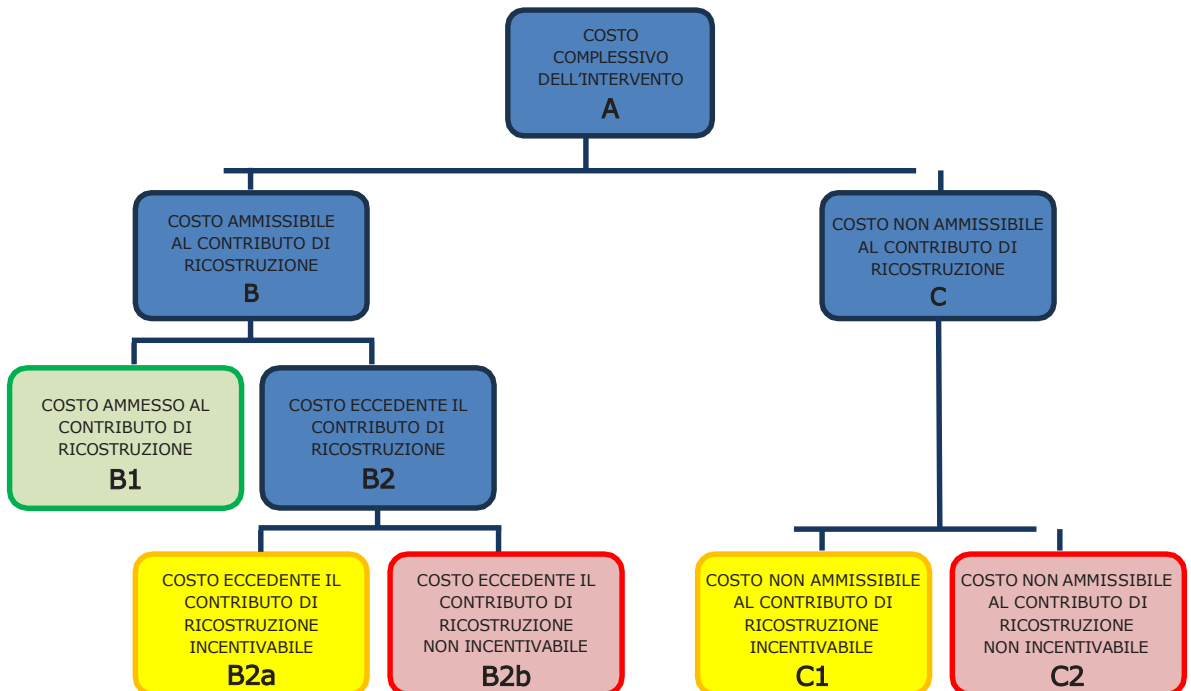 COSTO
COMPLESSIVO
DELL'INTERVENTO
A
COSTO AMMISSIBILE
AL CONTRIBUTO DI
RICOSTRUZIONE
B
COSTO NON AMMISSIBILE
AL CONTRIBUTO DI
RICOSTRUZIONE
C
COSTO AMMESSO AL
CONTRIBUTO DI
RICOSTRUZIONE
B1
COSTO ECCEDENTE IL
CONTRIBUTO DI
RICOSTRUZIONE
B2
COSTO ECCEDENTE IL
CONTRIBUTO DI
RICOSTRUZIONE
INCENTIVABILE
B2a
COSTO ECCEDENTE IL
CONTRIBUTO DI
RICOSTRUZIONE
NON INCENTIVABILE
B2b
COSTO NON AMMISSIBILE
AL CONTRIBUTO DI
RICOSTRUZIONE
INCENTIVABILE
C1
COSTO NON AMMISSIBILE
AL CONTRIBUTO DI
RICOSTRUZIONE
NON INCENTIVABILE
C2